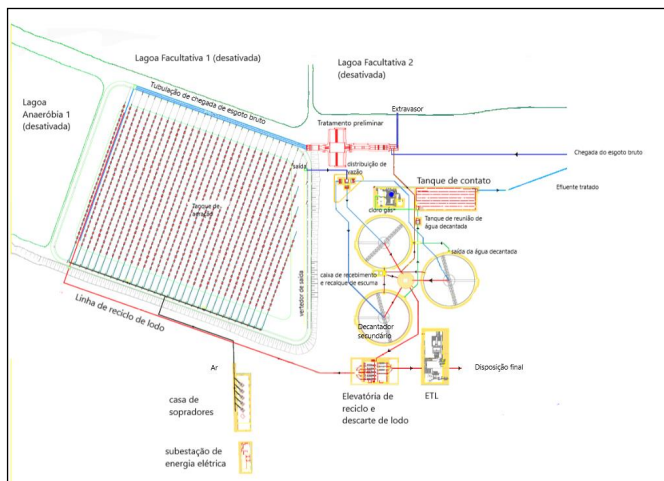 Lagoa Facultativa 1 (desativada)
Lagoa Facultativa 2
(desativada)
Lagoa
Anaeróbia 1
(desativada)
Tubulação de chegada de esgoto bruto
Extravasor
Tratamento preliminar
Chegada do esgoto bruto
saída
distribuição de
vazão
Tanque de contato
Efluente tratado
cloro gás
Tanque de
aeração
Tanque de reunião de
água decantada
saída da água decantada
caixa de recebimento
e recalque de escuma
vertedor de saída
Linha de reciclo de lodo
Decantador
secundário
Ar
Disposição final
Elevatória de
reciclo e
descarte de lodo
ETL
casa de
sopradores
subestação de
energia elétrica